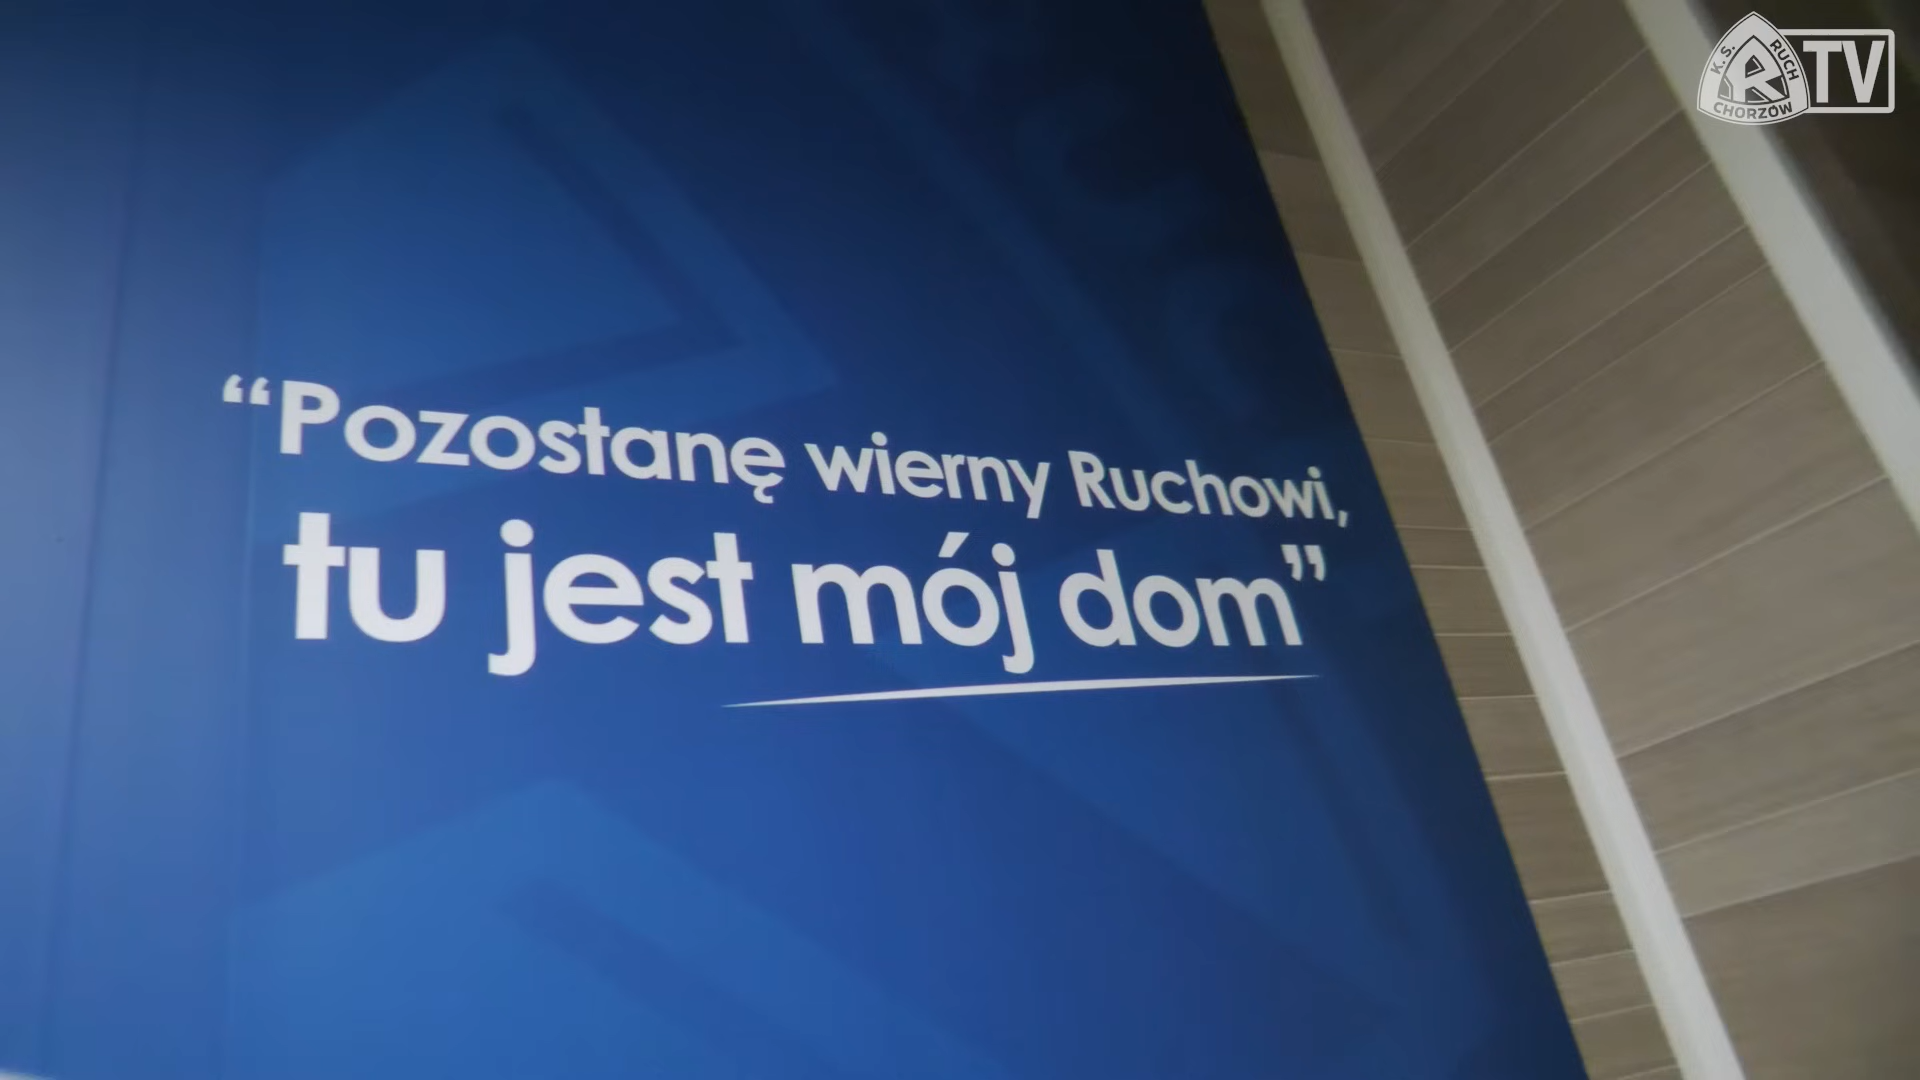 “Pozostanę wierny Ruchowi,
tu jest mój dom”
K.S. RUCH
CHORZÓW
R TV